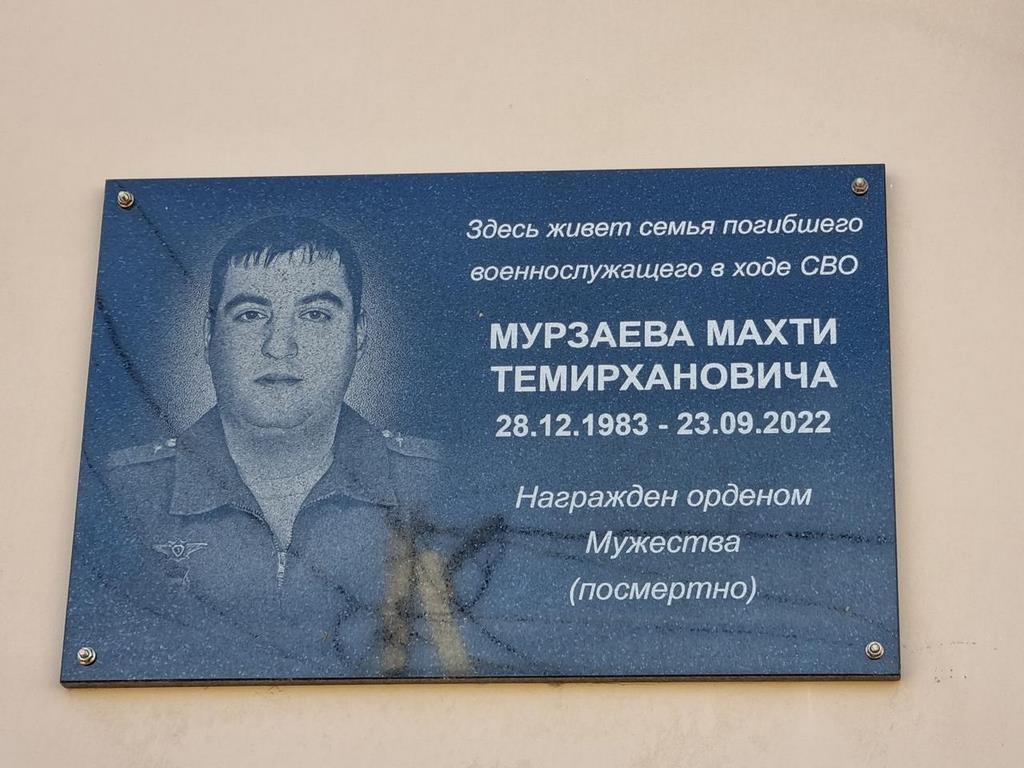 Здесь живет семья погибшего
военнослужащего в ходе СВО
МУРЗАЕВА МАХТИ
ТЕМИРХАНОВИЧА
28.12.1983 - 23.09.2022
Награжден орденом
Мужества
(посмертно)